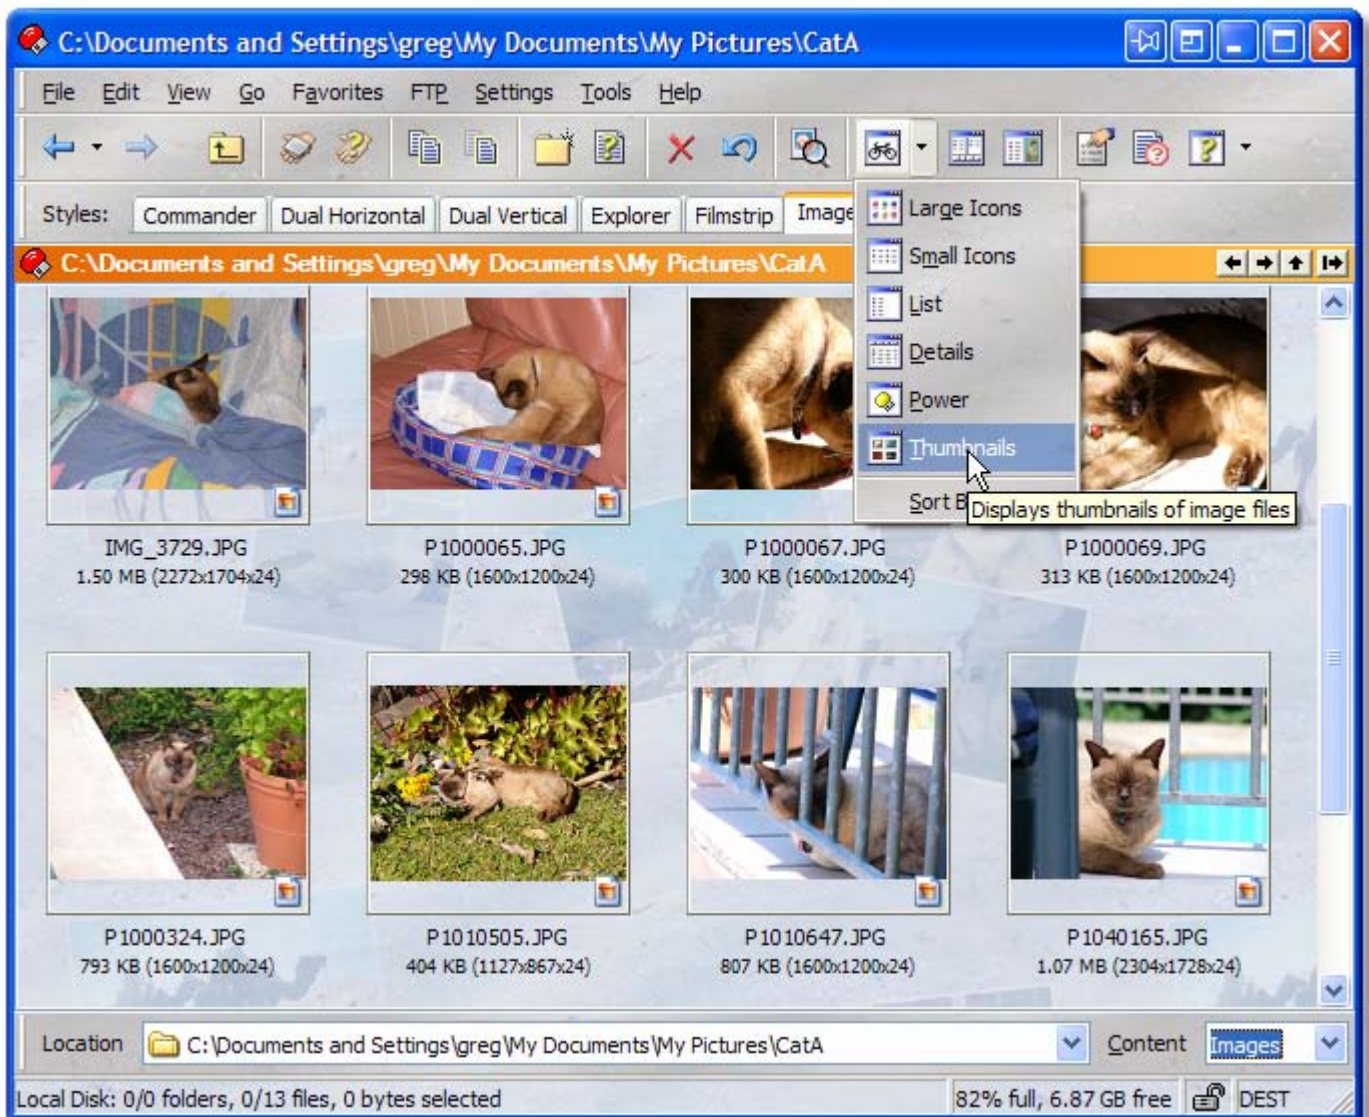 C:\Documents and Settings\greg\My Documents\My Pictures\CatA
File Edit View Go Favorites FTP Settings Tools Help
Styles: Commander Dual Horizontal Dual Vertical Explorer Filmstrip Image
Large Icons
C:\Documents and Settings\greg\My Documents\My Pictures\CatA
Small Icons
List
Details
Power
Thumbnails
Sort B
Displays thumbnails of image files
IMG_3729.JPG P1000065.JPG P1000067.JPG P1000069.JPG
1.50 MB (2272x1704x24) 298 KB (1600x1200x24) 300 KB (1600x1200x24) 313 KB (1600x1200x24)
P1000324.JPG P1010505.JPG P1010647.JPG P1040165.JPG
793 KB (1600x1200x24) 404 KB (1127x867x24) 807 KB (1600x1200x24) 1.07 MB (2304x1728x24)
Location C:\Documents and Settings\greg\My Documents\My Pictures\CatA Content Images
Local Disk: 0/0 folders, 0/13 files, 0 bytes selected 82% full, 6.87 GB free DEST